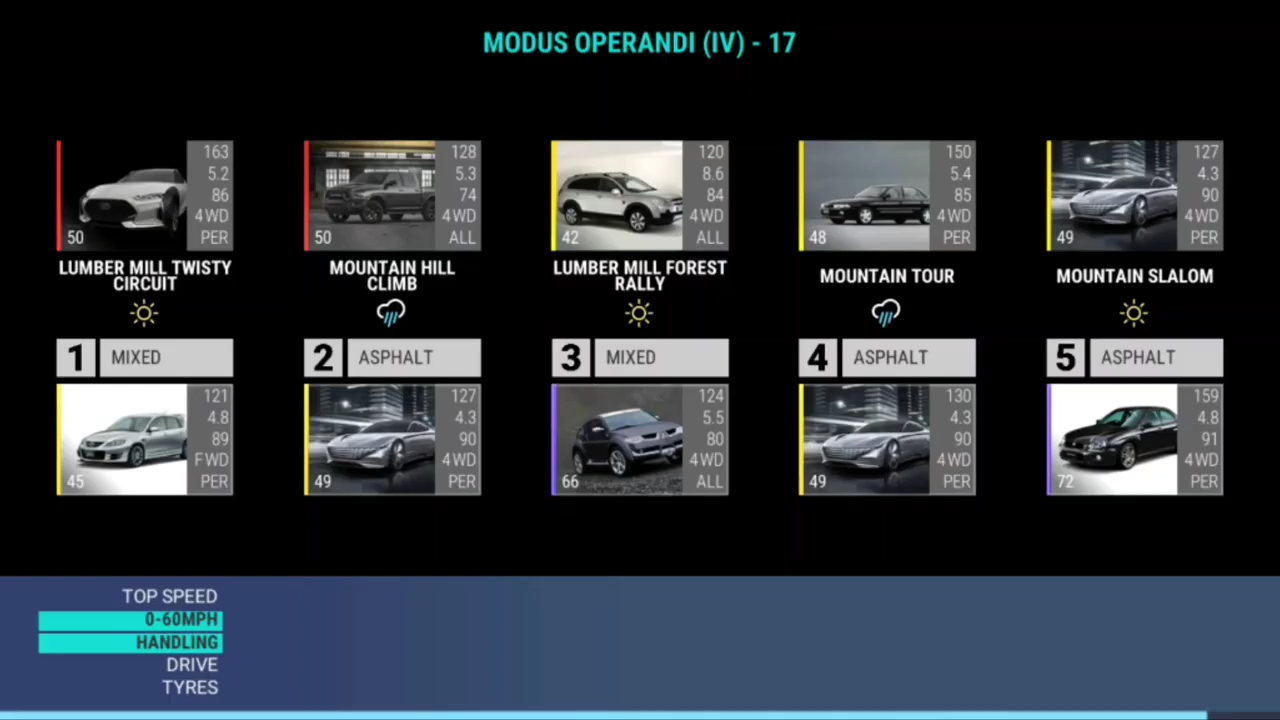 MODUS OPERANDI (IV) - 17
163
5.2
86
4WD
PER
50
128
5.3
74
4WD
ALL
50
120
8.6
84
4WD
ALL
42
150
5.4
85
4WD
PER
48
127
4.3
90
4WD
PER
49
LUMBER MILL TWISTY
CIRCUIT
MOUNTAIN HILL
CLIMB
LUMBER MILL FOREST
RALLY
MOUNTAIN TOUR
MOUNTAIN SLALOM
1 MIXED
2 ASPHALT
3 MIXED
4 ASPHALT
5 ASPHALT
121
4.8
89
FWD
PER
45
127
4.3
90
4WD
PER
49
124
5.5
80
4WD
ALL
66
130
4.3
90
4WD
PER
49
159
4.8
91
4WD
PER
72
TOP SPEED
0-60MPH
HANDLING
DRIVE
TYRES